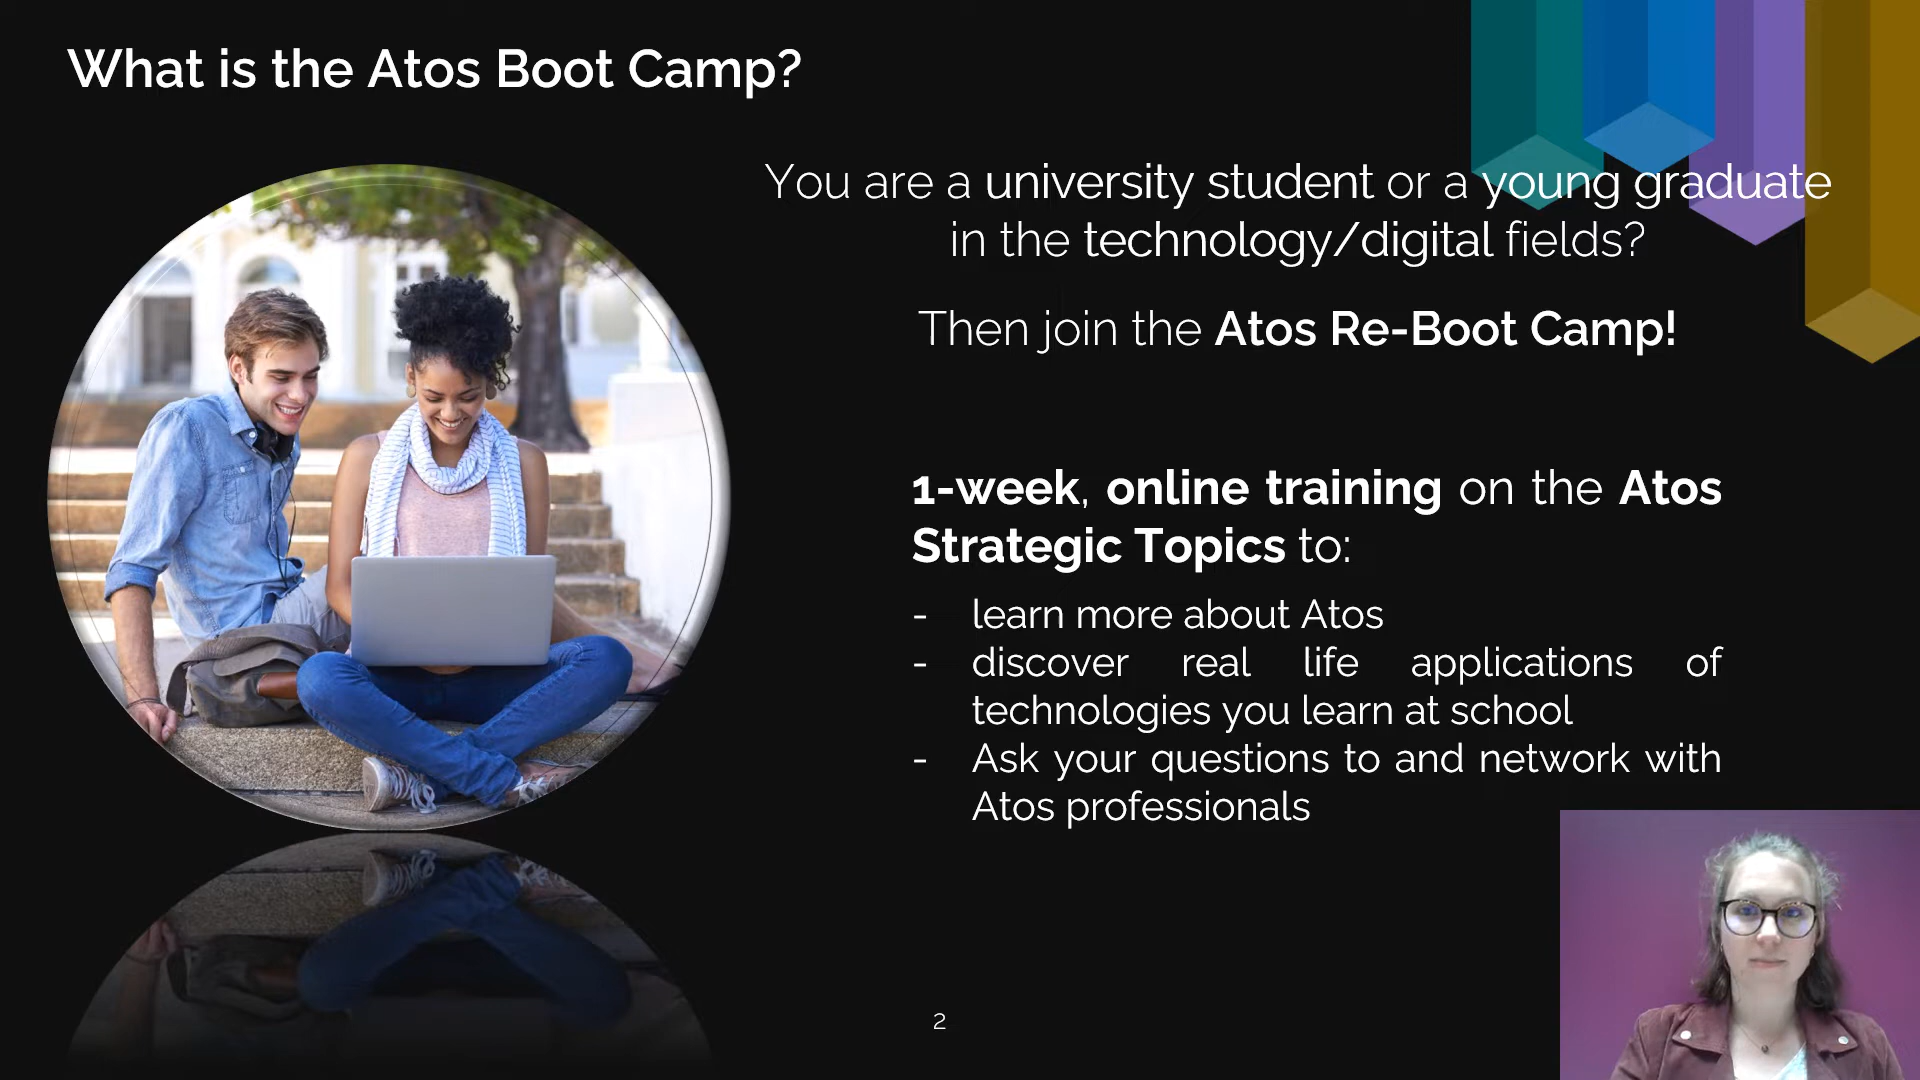 What is the Atos Boot Camp?
You are a university student or a young graduate
in the technology/digital fields?
Then join the Atos Re-Boot Camp!
1-week, online training on the Atos
Strategic Topics to:
- learn more about Atos
- discover real life applications of
technologies you learn at school
- Ask your questions to and network with
Atos professionals
2